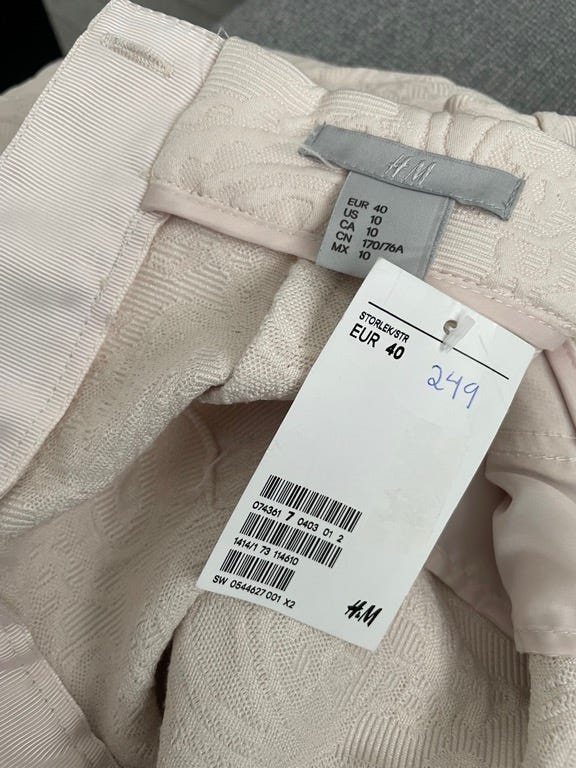 H&M
EUR 40
US 10
CA 10
CN 170/76A
MX 10
STORLEK/STR
EUR 40
249
074361 7 0403 01 2
1414/1 73 114610
SW 0544627 001 X2
H&M